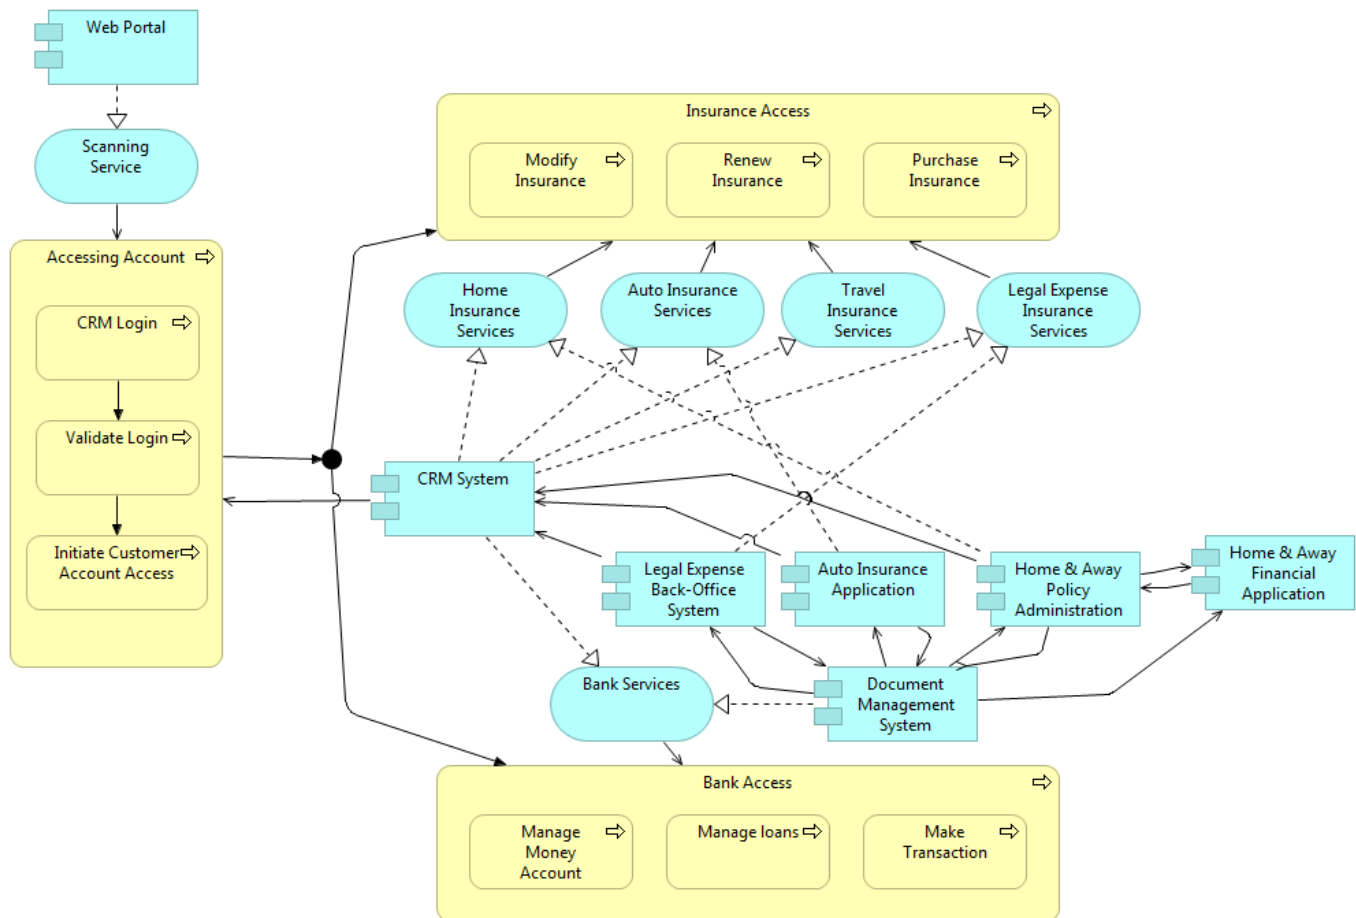 Web Portal
Scanning
Service
Accessing Account
CRM Login
Validate Login
Initiate Customer
Account Access
Insurance Access
Modify
Insurance
Renew
Insurance
Purchase
Insurance
Home
Insurance
Services
Auto Insurance
Services
Travel
Insurance
Services
Legal Expense
Insurance
Services
CRM System
Legal Expense
Back-Office
System
Auto Insurance
Application
Home & Away
Policy
Administration
Home & Away
Financial
Application
Bank Services
Document
Management
System
Bank Access
Manage
Money
Account
Manage loans
Make
Transaction